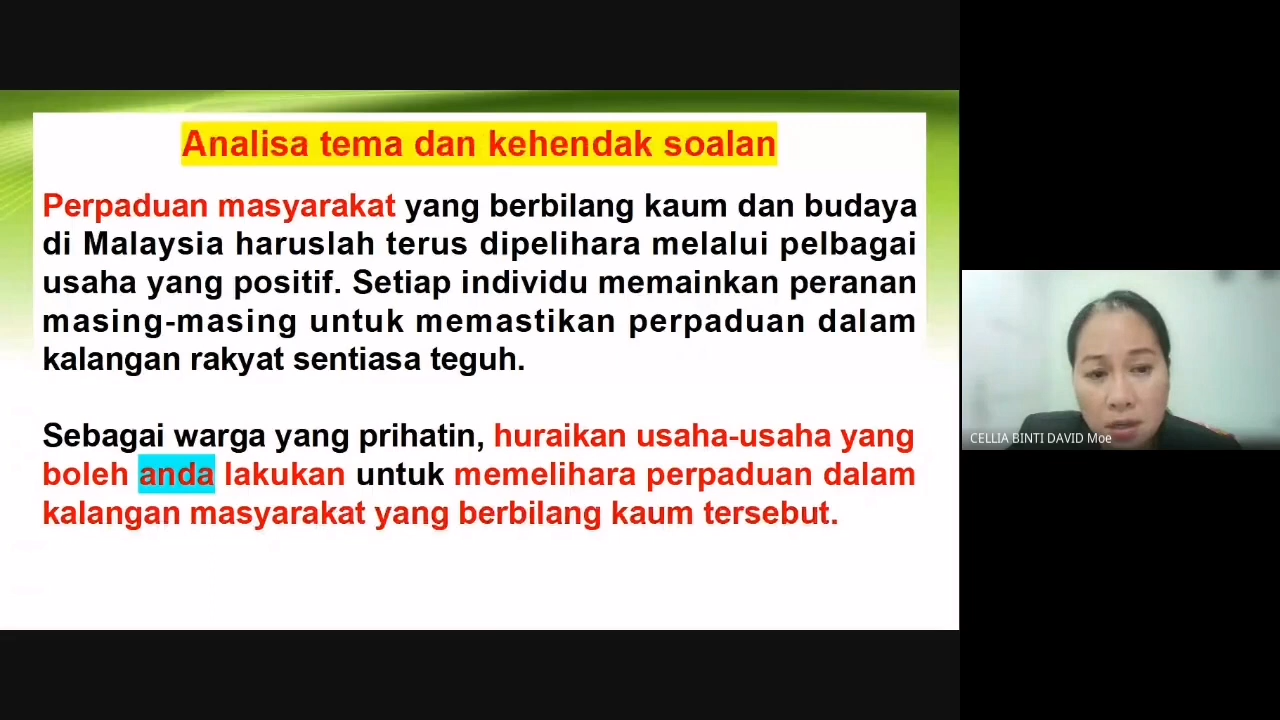 Analisa tema dan kehendak soalan
Perpaduan masyarakat yang berbilang kaum dan budaya
di Malaysia haruslah terus dipelihara melalui pelbagai
usaha yang positif. Setiap individu memainkan peranan
masing-masing untuk memastikan perpaduan dalam
kalangan rakyat sentiasa teguh.
Sebagai warga yang prihatin, huraikan usaha-usaha yang
boleh anda lakukan untuk memelihara perpaduan dalam
kalangan masyarakat yang berbilang kaum tersebut.
CELLIA BINTI DAVID Moe